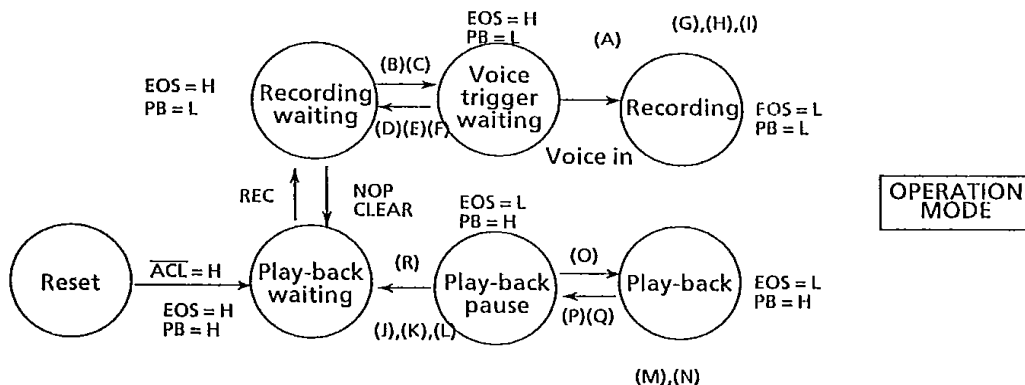 EOS = H
PB = L
(A)
(G),(H),(I)
EOS = H
PB = L
Recording
waiting
(B)(C)
(D)(E)(F)
Voice
trigger
waiting
Voice in
Recording
EOS = L
PB = L
REC
NOP
CLEAR
EOS = L
PB = H
OPERATION
MODE
Reset
ACL = H
EOS = H
PB = H
Play-back
waiting
(R)
(J),(K),(L)
Play-back
pause
(O)
(P)(Q)
Play-back
EOS = L
PB = H
(M),(N)